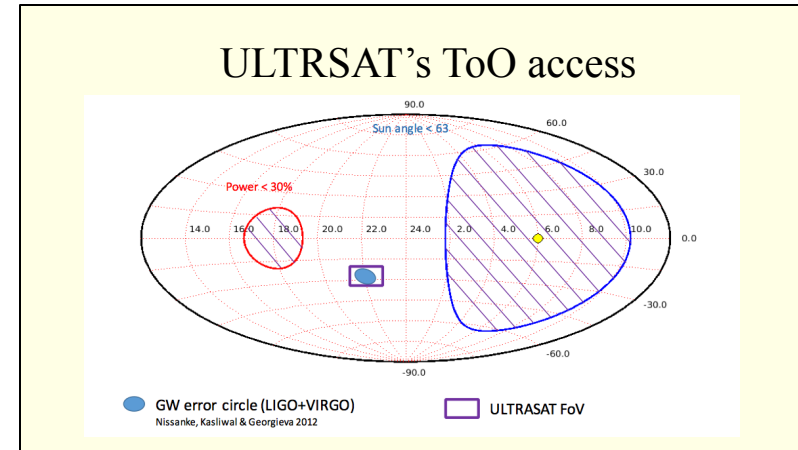 ULTRSAT’s ToO access
90.0
Sun angle < 63
60.0
Power < 30%
30.0
14.0 16.0 18.0 20.0 22.0 24.0 2.0 4.0 6.0 8.0 10.0 0.0
-30.0
-60.0
-90.0
GW error circle (LIGO+VIRGO) ULTRASAT FoV
Nissanke, Kasliwal & Georgieva 2012